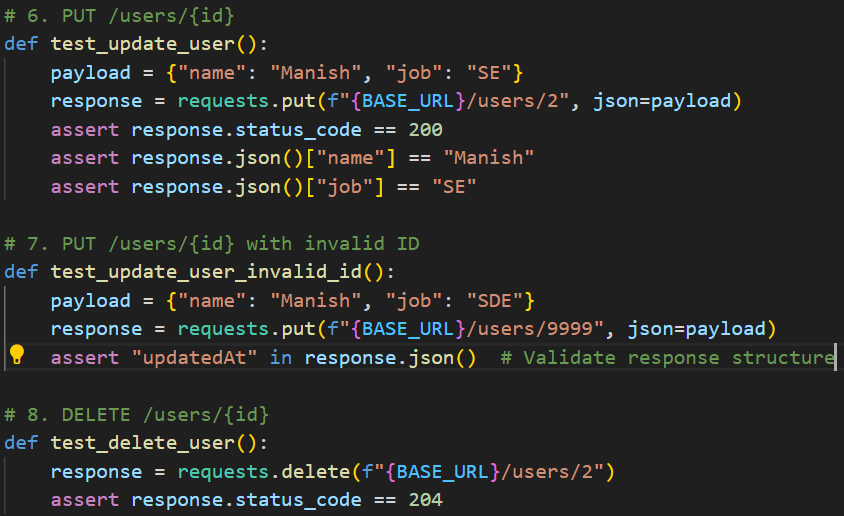 # 6. PUT /users/{id}
def test_update_user():
    payload = {"name": "Manish", "job": "SE"}
    response = requests.put(f"{BASE_URL}/users/2", json=payload)
    assert response.status_code == 200
    assert response.json()["name"] == "Manish"
    assert response.json()["job"] == "SE"

# 7. PUT /users/{id} with invalid ID
def test_update_user_invalid_id():
    payload = {"name": "Manish", "job": "SDE"}
    response = requests.put(f"{BASE_URL}/users/9999", json=payload)
    assert "updatedAt" in response.json()  # Validate response structure

# 8. DELETE /users/{id}
def test_delete_user():
    response = requests.delete(f"{BASE_URL}/users/2")
    assert response.status_code == 204